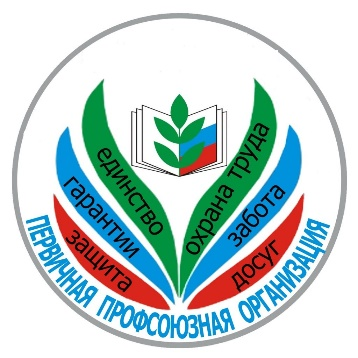 единство
гарантии
защита
охрана труда
забота
досуг
ПЕРВИЧНАЯ ПРОФСОЮЗНАЯ ОРГАНИЗАЦИЯ